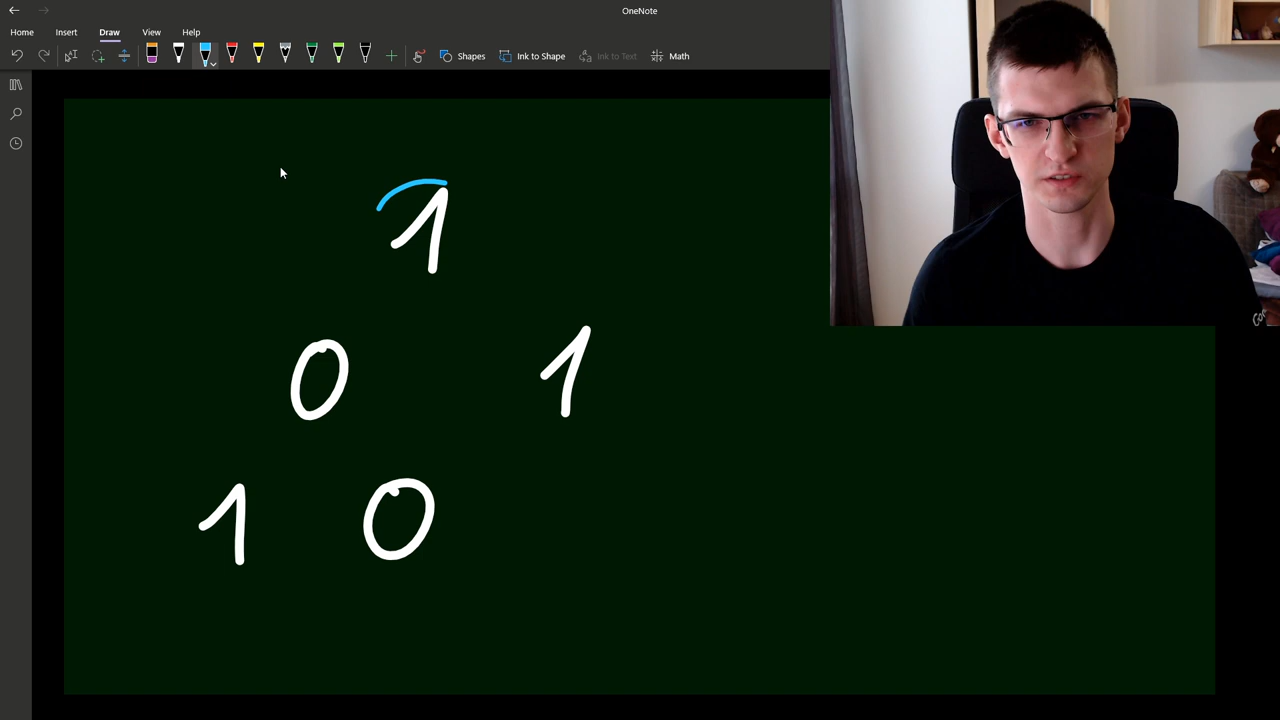 OneNote
Home Insert Draw View Help
Shapes Ink to Shape Ink to Text Math
1
0 1
1 0